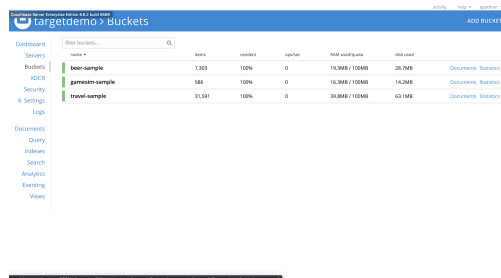 activity help
Couchbase Server Enterprise Edition 6.6.2 build 9588
targetdemo > Buckets
ADD BUCKET
Dashboard
Servers
Buckets
XDCR
Security
Settings
Logs
Documents
Query
Indexes
Search
Analytics
Eventing
Views
filter buckets...
name items resident ops/sec RAM used/quota disk used
beer-sample 7,303 100% 0 19.3MB / 100MB 28.7MB Documents Statistics
gamesim-sample 586 100% 0 16.3MB / 100MB 14.2MB Documents Statistics
travel-sample 31,591 100% 0 39.8MB / 100MB 63.1MB Documents Statistics